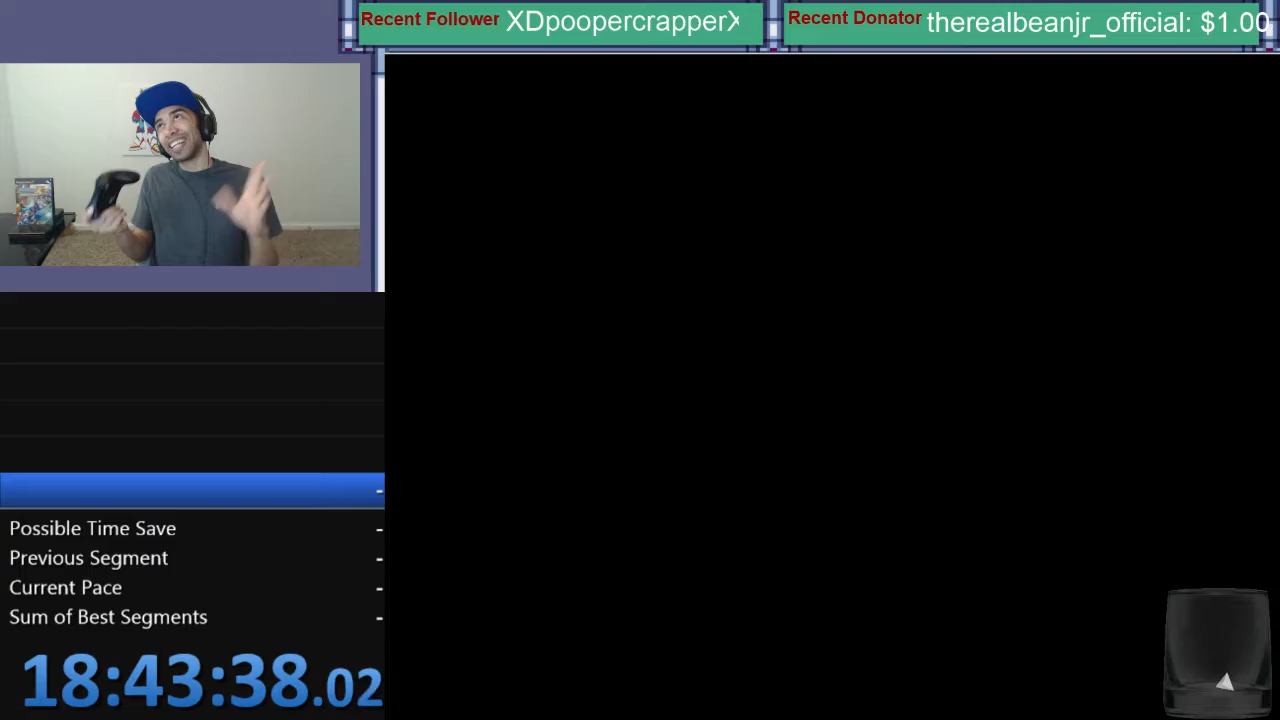 Recent Follower XDpoopercrapperX
Recent Donator therealbeanjr_official: $1.00
-
Possible Time Save -
Previous Segment -
Current Pace -
Sum of Best Segments -
18:43:38.02